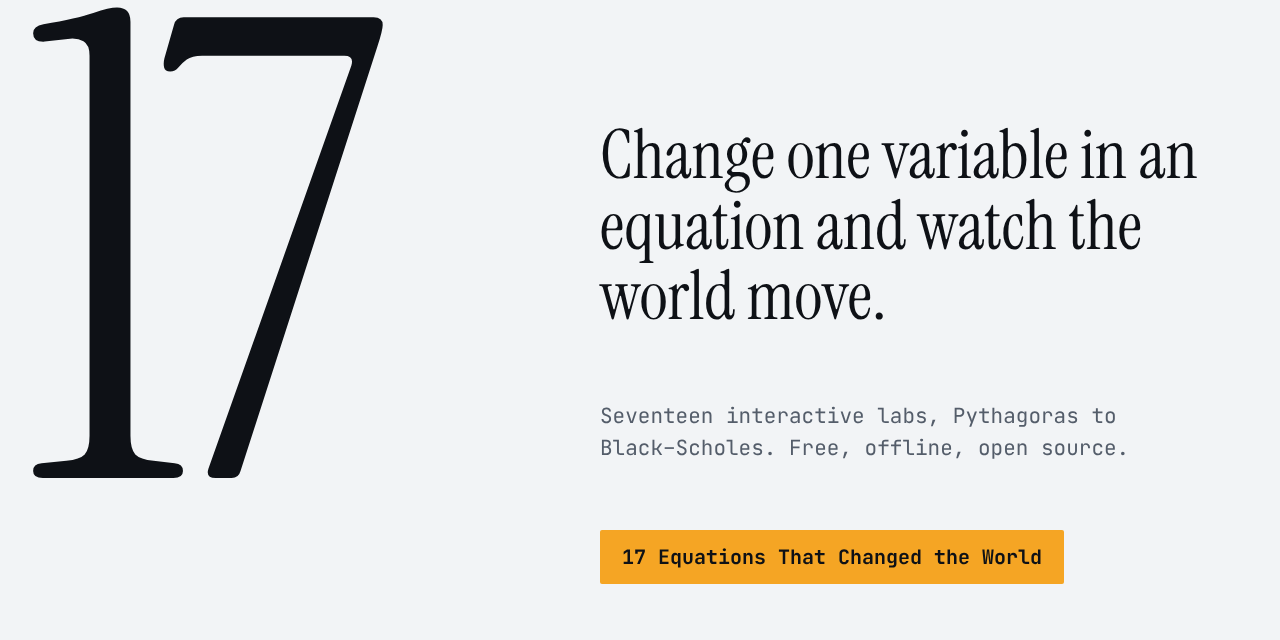 17
Change one variable in an
equation and watch the
world move.
Seventeen interactive labs, Pythagoras to
Black–Scholes. Free, offline, open source.
17 Equations That Changed the World